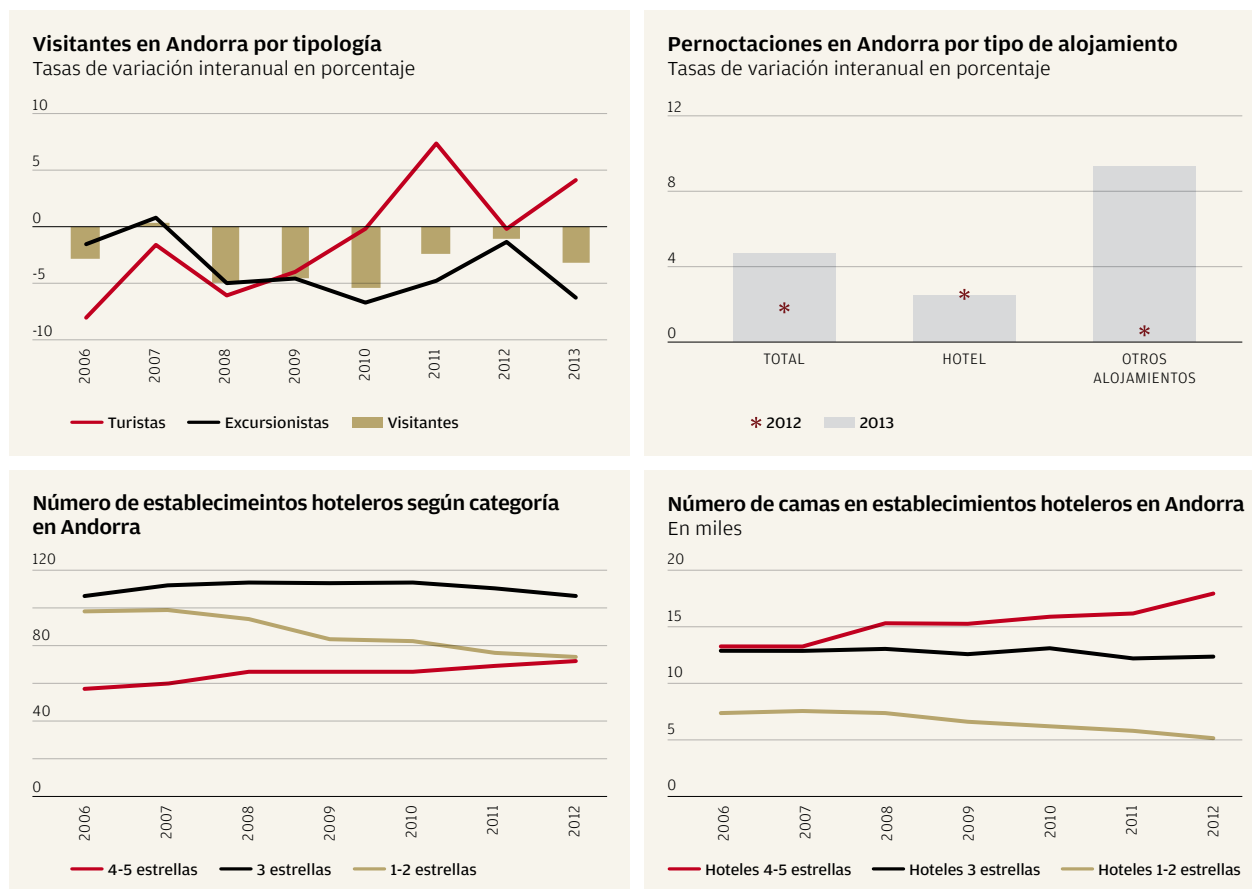 Visitantes en Andorra por tipología
Tasas de variación interanual en porcentaje
10
5
0
-5
-10
2006
2007
2008
2009
2010
2011
2012
2013
Turistas
Excursionistas
Visitantes
Pernoctaciones en Andorra por tipo de alojamiento
Tasas de variación interanual en porcentaje
12
8
4
0
TOTAL
HOTEL
OTROS
ALOJAMIENTOS
* 2012
2013
Número de establecimeintos hoteleros según categoría
en Andorra
120
80
40
0
2006
2007
2008
2009
2010
2011
2012
4-5 estrellas
3 estrellas
1-2 estrellas
Número de camas en establecimientos hoteleros en Andorra
En miles
20
15
10
5
0
2006
2007
2008
2009
2010
2011
2012
Hoteles 4-5 estrellas
Hoteles 3 estrellas
Hoteles 1-2 estrellas